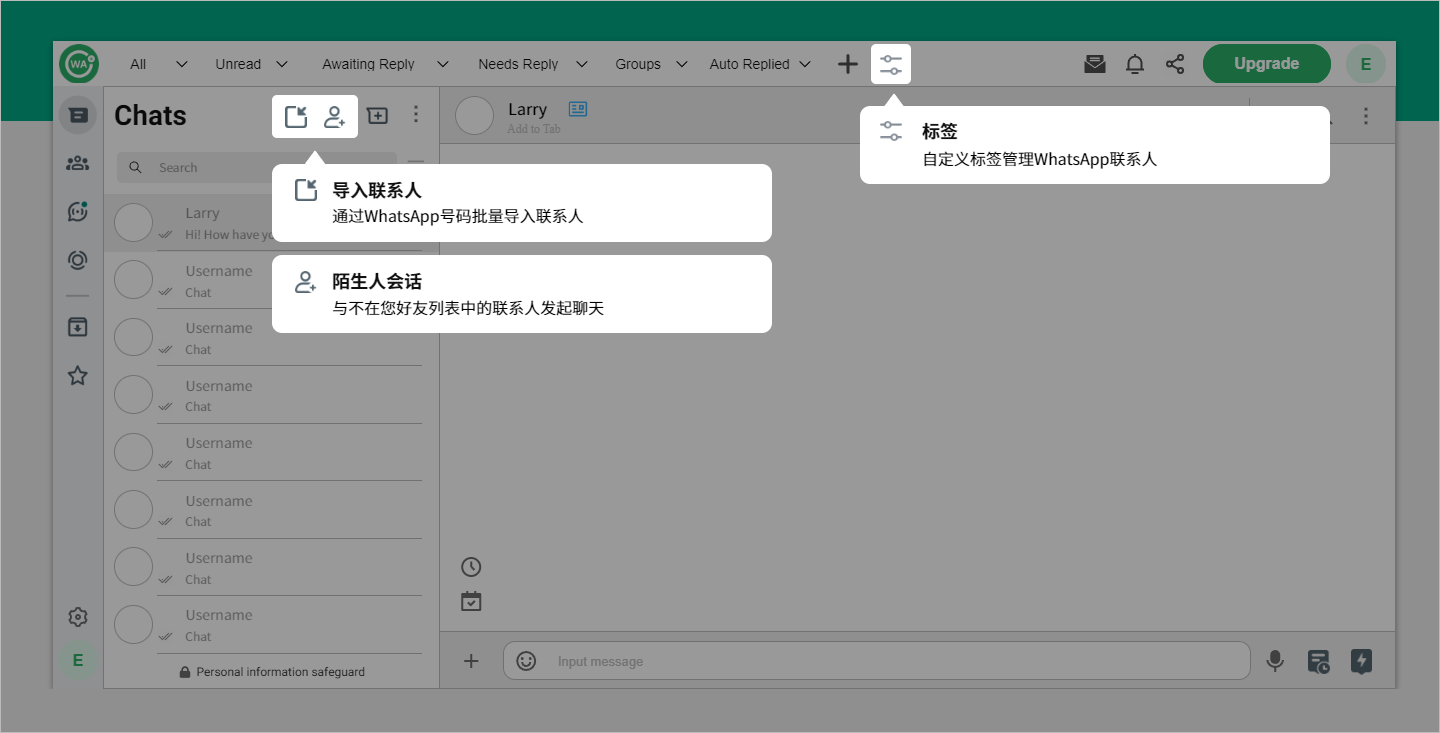 WA
All
Unread
Awaiting Reply
Needs Reply
Groups
Auto Replied
Upgrade
E
Chats
Larry
Add to Tab
标签
自定义标签管理WhatsApp联系人
Search
导入联系人
通过WhatsApp号码批量导入联系人
Larry
Hi! How have yo
Username
Chat
陌生人会话
与不在您好友列表中的联系人发起聊天
Username
Chat
Username
Chat
Username
Chat
Username
Chat
Username
Chat
Username
Chat
E
Personal information safeguard
Input message